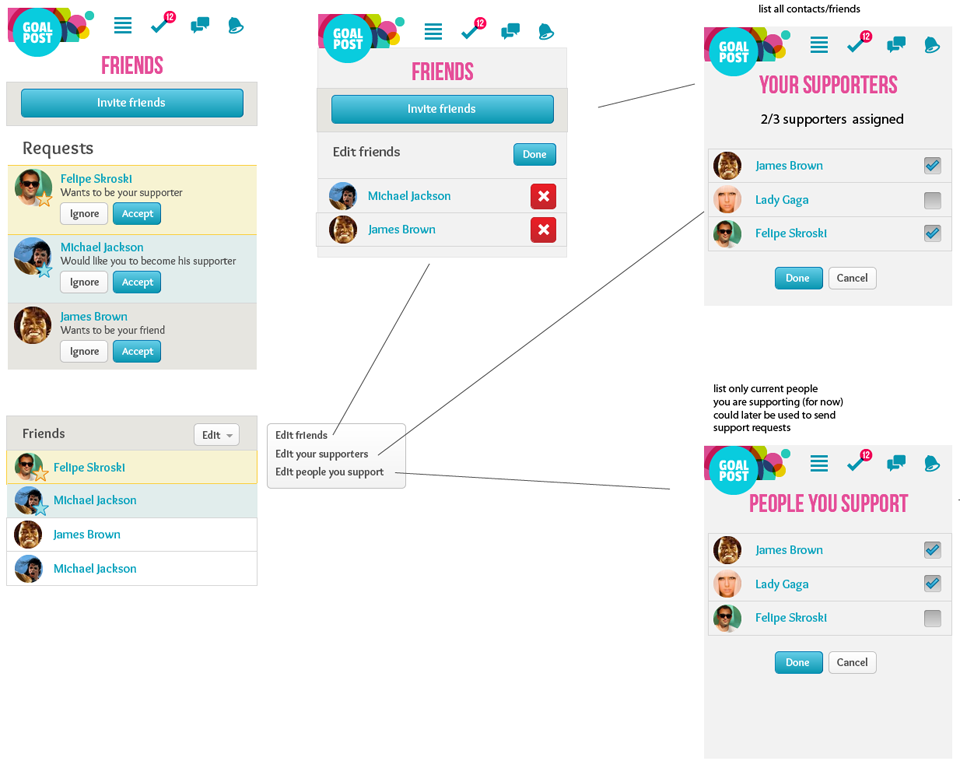 GOAL
POST
12
FRIENDS
Invite friends
Requests
Felipe Skroski
Wants to be your supporter
Ignore
Accept
Michael Jackson
Would like you to become his supporter
Ignore
Accept
James Brown
Wants to be your friend
Ignore
Accept
Friends
Edit
Felipe Skroski
Michael Jackson
James Brown
Michael Jackson
GOAL
POST
12
FRIENDS
Invite friends
Edit friends
Done
Michael Jackson
James Brown
Edit friends
Edit your supporters
Edit people you support
list all contacts/friends
GOAL
POST
12
YOUR SUPPORTERS
2/3 supporters assigned
James Brown
Lady Gaga
Felipe Skroski
Done
Cancel
list only current people
you are supporting (for now)
could later be used to send
support requests
GOAL
POST
12
PEOPLE YOU SUPPORT
James Brown
Lady Gaga
Felipe Skroski
Done
Cancel